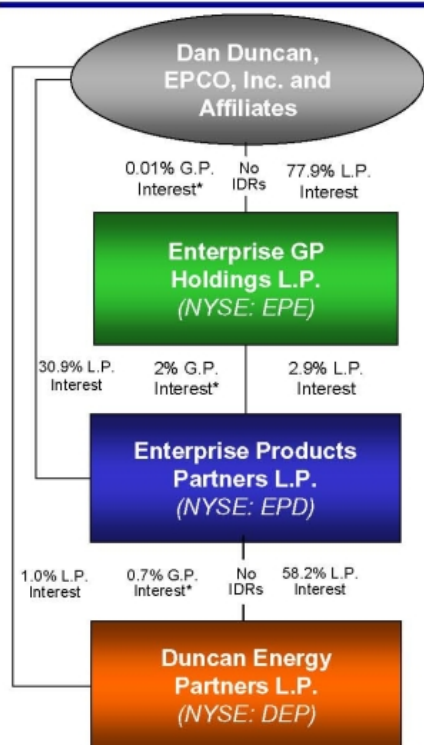 Dan Duncan,
EPCO, Inc. and
Affiliates
0.01% G.P.
Interest*
No
IDRs
77.9% L.P.
Interest
Enterprise GP
Holdings L.P.
(NYSE: EPE)
30.9% L.P.
Interest
2% G.P.
Interest*
2.9% L.P.
Interest
Enterprise Products
Partners L.P.
(NYSE: EPD)
1.0% L.P.
Interest
0.7% G.P.
Interest*
No
IDRs
58.2% L.P.
Interest
Duncan Energy
Partners L.P.
(NYSE: DEP)